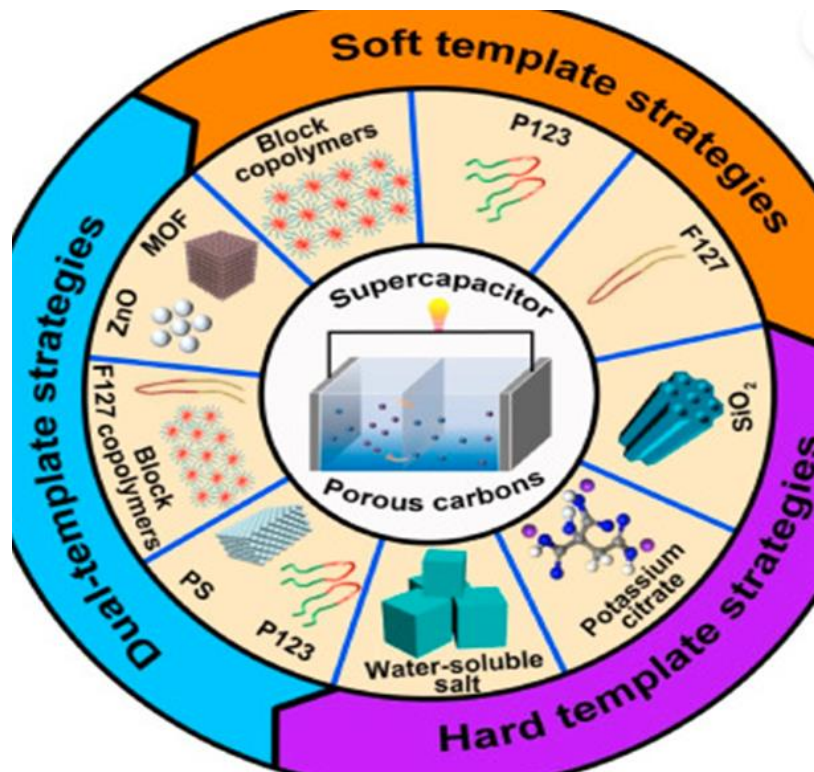 Soft template strategies
Block
copolymers
P123
F127
SiO2
Potassium
citrate
Water-soluble
salt
Hard template strategies
PS
P123
F127
Block
copolymers
ZnO
MOF
Dual-template strategies
Supercapacitor
Porous carbons